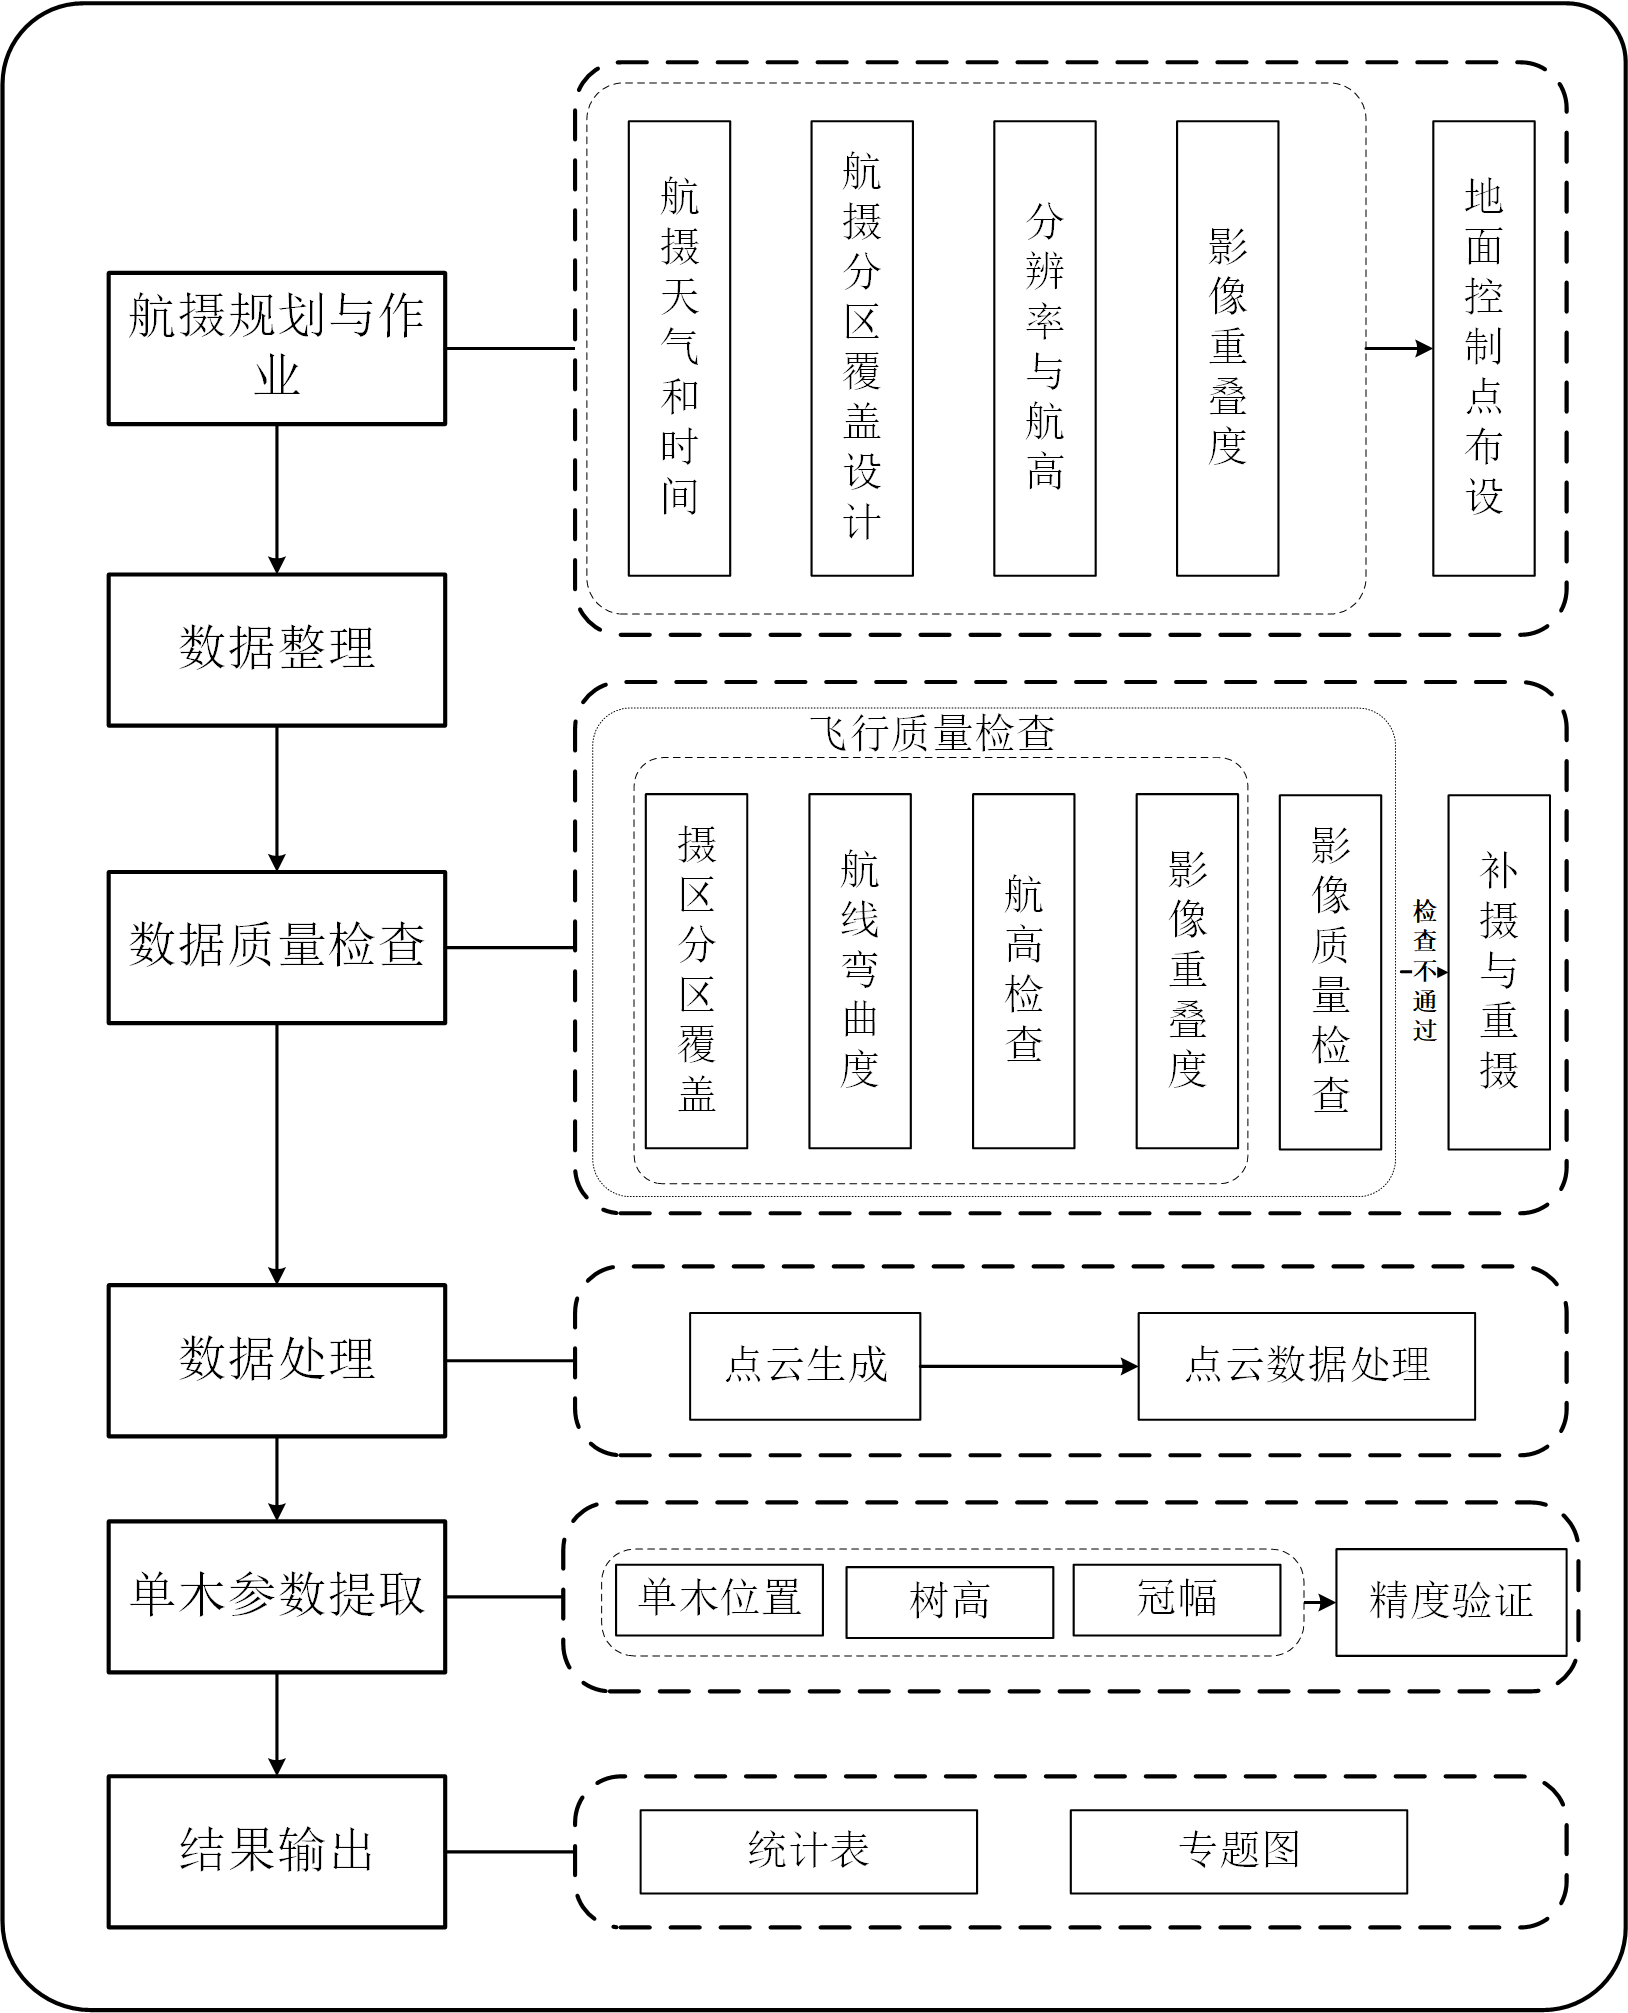 航摄规划与作
业
航摄天气和时间
航摄分区覆盖设计
分辨率与航高
影像重叠度
地面控制点布设
数据整理
数据质量检查
飞行质量检查
摄区分区覆盖
航线弯曲度
航高检查
影像重叠度
影像质量检查
检查不通过
补摄与重摄
数据处理
点云生成
点云数据处理
单木参数提取
单木位置
树高
冠幅
精度验证
结果输出
统计表
专题图